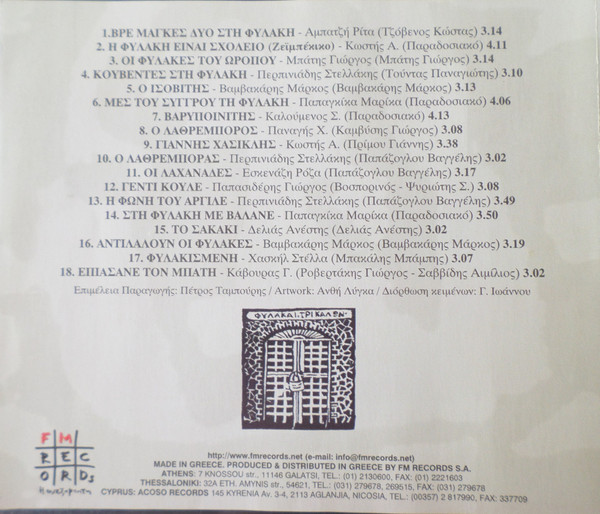 1.ΒΡΕ ΜΑΓΚΕΣ ΔΥΟ ΣΤΗ ΦΥΛΑΚΗ - Αμπατζή Ρίτα (Τζόβενος Κώστας) 3.14
2. Η ΦΥΛΑΚΗ ΕΙΝΑΙ ΣΧΟΛΕΙΟ (Ζεϊμπέκικο) - Κωστής Α. (Παραδοσιακό) 4.11
3. ΟΙ ΦΥΛΑΚΕΣ ΤΟΥ ΩΡΟΠΟΥ - Μπάτης Γιώργος (Μπάτης Γιώργος) 3.14
4. ΚΟΥΒΕΝΤΕΣ ΣΤΗ ΦΥΛΑΚΗ - Περπινιάδης Στελλάκης (Τούντας Παναγιώτης) 3.10
5. Ο ΙΣΟΒΙΤΗΣ - Βαμβακάρης Μάρκος (Βαμβακάρης Μάρκος) 3.13
6. ΜΕΣ ΤΟΥ ΣΥΓΓΡΟΥ ΤΗ ΦΥΛΑΚΗ - Παπαγκίκα Μαρίκα (Παραδοσιακό) 4.06
7. ΒΑΡΥΠΟΙΝΙΤΗΣ - Καλούμενος Σ. (Παραδοσιακό) 4.13
8. Ο ΛΑΘΡΕΜΠΟΡΟΣ - Παναγής Χ. (Καμβύσης Γιώργος) 3.08
9. ΓΙΑΝΝΗΣ ΧΑΣΙΚΛΗΣ - Κωστής Α. (Πρίμου Γιάννης) 3.38
10. Ο ΛΑΘΡΕΜΠΟΡΑΣ - Περπινιάδης Στελλάκης (Παπάζογλου Βαγγέλης) 3.02
11. ΟΙ ΛΑΧΑΝΑΔΕΣ - Εσκενάζη Ρόζα (Παπάζογλου Βαγγέλης) 3.17
12. ΓΕΝΤΙ ΚΟΥΛΕ - Παπασιδέρης Γιώργος (Βοσπορινός - Ψυριώτης Σ.) 3.08
13. Η ΦΩΝΗ ΤΟΥ ΑΡΓΙΛΕ - Περπινιάδης Στελλάκης (Παπάζογλου Βαγγέλης) 3.49
14. ΣΤΗ ΦΥΛΑΚΗ ΜΕ ΒΑΛΑΝΕ - Παπαγκίκα Μαρίκα (Παραδοσιακό) 3.50
15. ΤΟ ΣΑΚΑΚΙ - Δελιάς Ανέστης (Δελιάς Ανέστης) 3.02
16. ΑΝΤΙΛΑΛΟΥΝ ΟΙ ΦΥΛΑΚΕΣ - Βαμβακάρης Μάρκος (Βαμβακάρης Μάρκος) 3.19
17. ΦΥΛΑΚΙΣΜΕΝΗ - Χασκήλ Στέλλα (Μπακάλης Μπάμπης) 3.07
18. ΕΠΙΑΣΑΝΕ ΤΟΝ ΜΠΑΤΗ - Κάβουρας Γ. (Ροβερτάκης Γιώργος - Σαββίδης Αιμίλιος) 3.02
Επιμέλεια Παραγωγής: Πέτρος Ταμπούρης / Artwork: Ανθή Λύγκα / Διόρθωση κειμένων: Γ. Ιωάννου
ΦΥΛΑΚΑΙ.ΤΡΙΚΑΛΩΝ.
F M
R E C
O R Ds
http://www.fmrecords.net (e-mail: info@fmrecords.net)
MADE IN GREECE. PRODUCED & DISTRIBUTED IN GREECE BY FM RECORDS S.A.
ATHENS: 7 KNOSSOU str., 11146 GALATSI, TEL.: (01) 2130600, FAX: (01) 2221603
THESSALONIKI: 32A ETH. AMYNIS str., 54621, TEL.: (031) 279678, 269515, FAX: (031) 279678
CYPRUS: ACOSO RECORDS 145 KYRENIA Av. 3-4, 2113 AGLANJIA, NICOSIA, TEL.: (00357) 2 817990, FAX: 337709